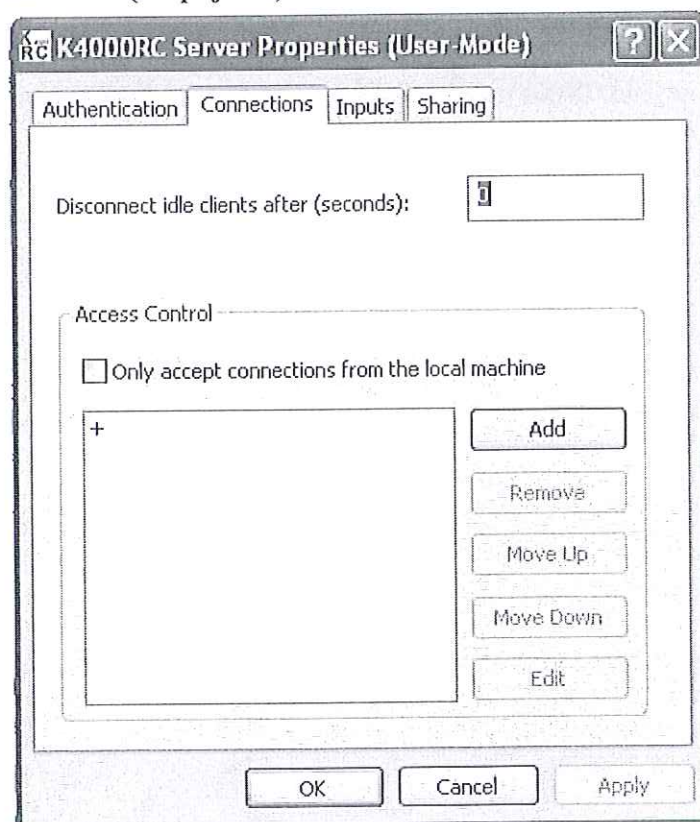 K4000RC Server Properties (User-Mode)
Authentication Connections Inputs Sharing
Disconnect idle clients after (seconds): 0
Access Control
Only accept connections from the local machine
+
Add
Remove
Move Up
Move Down
Edit
OK Cancel Apply